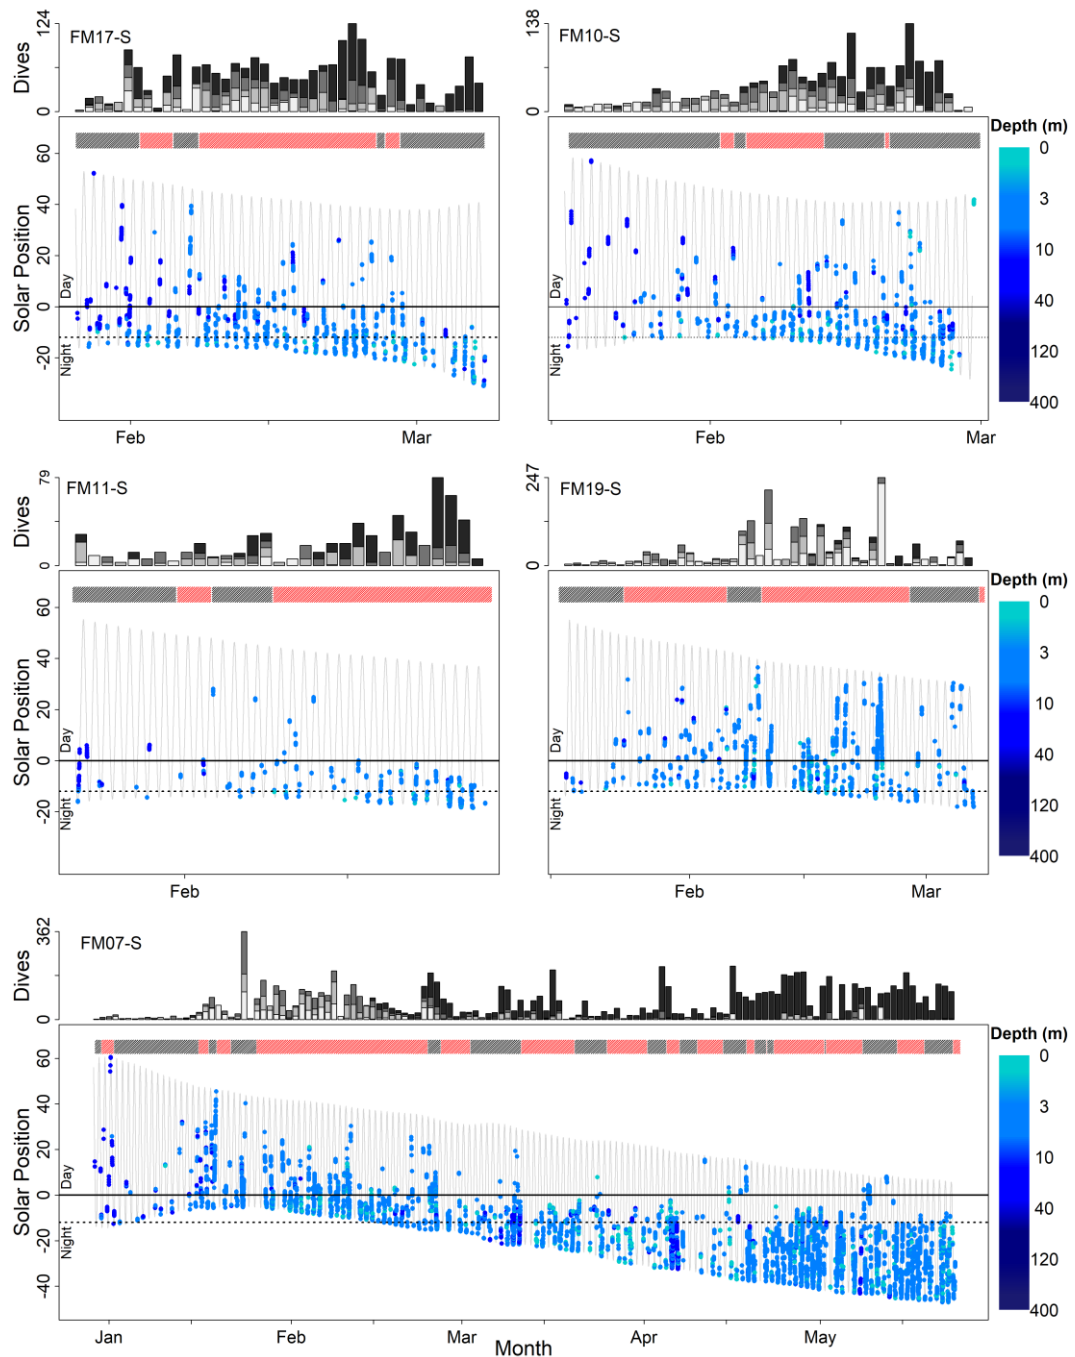 124
FM17-S
Dives
0
138
FM10-S
0
Depth (m)
0
3
10
40
120
400
60
40
20
0
-20
Solar Position
Day
Night
Day
Night
Feb
Mar
Feb
Mar
79
FM11-S
Dives
0
247
FM19-S
0
Depth (m)
0
3
10
40
120
400
60
40
20
0
-20
Solar Position
Day
Night
Day
Night
Feb
Feb
Mar
362
FM07-S
Dives
0
Depth (m)
0
3
10
40
120
400
60
40
20
0
-20
-40
Solar Position
Day
Night
Jan
Feb
Mar
Apr
May
Month